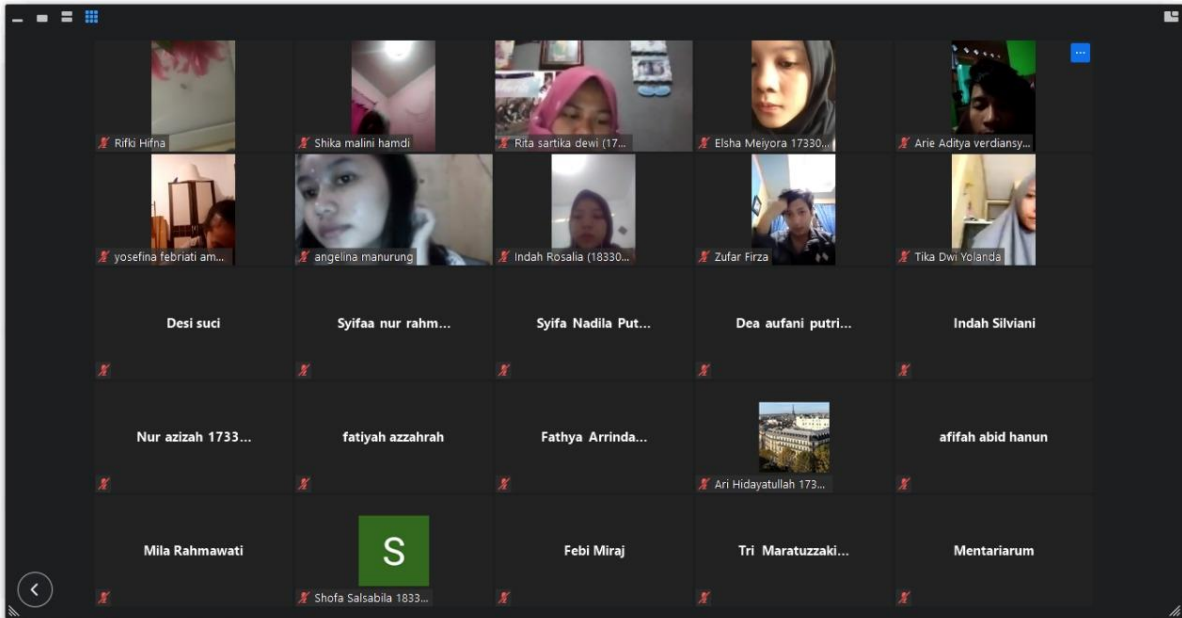 Rifki Hifna
Shika malini hamdi
Rita sartika dewi (17...
Elsha Meiyora 17330...
Arie Aditya verdiansy...
yosefina febriati am...
angelina manurung
Indah Rosalia (18330...
Zufar Firza
Tika Dwi Yolanda
Desi suci
Syifaa nur rahm...
Syifa Nadila Put...
Dea aufani putri...
Indah Silviani
Nur azizah 1733...
fatiyah azzahrah
Fathya Arrinda...
Ari Hidayatullah 173...
afifah abid hanun
Mila Rahmawati
S
Shofa Salsabila 1833...
Febi Miraj
Tri Maratuzzaki...
Mentariarum